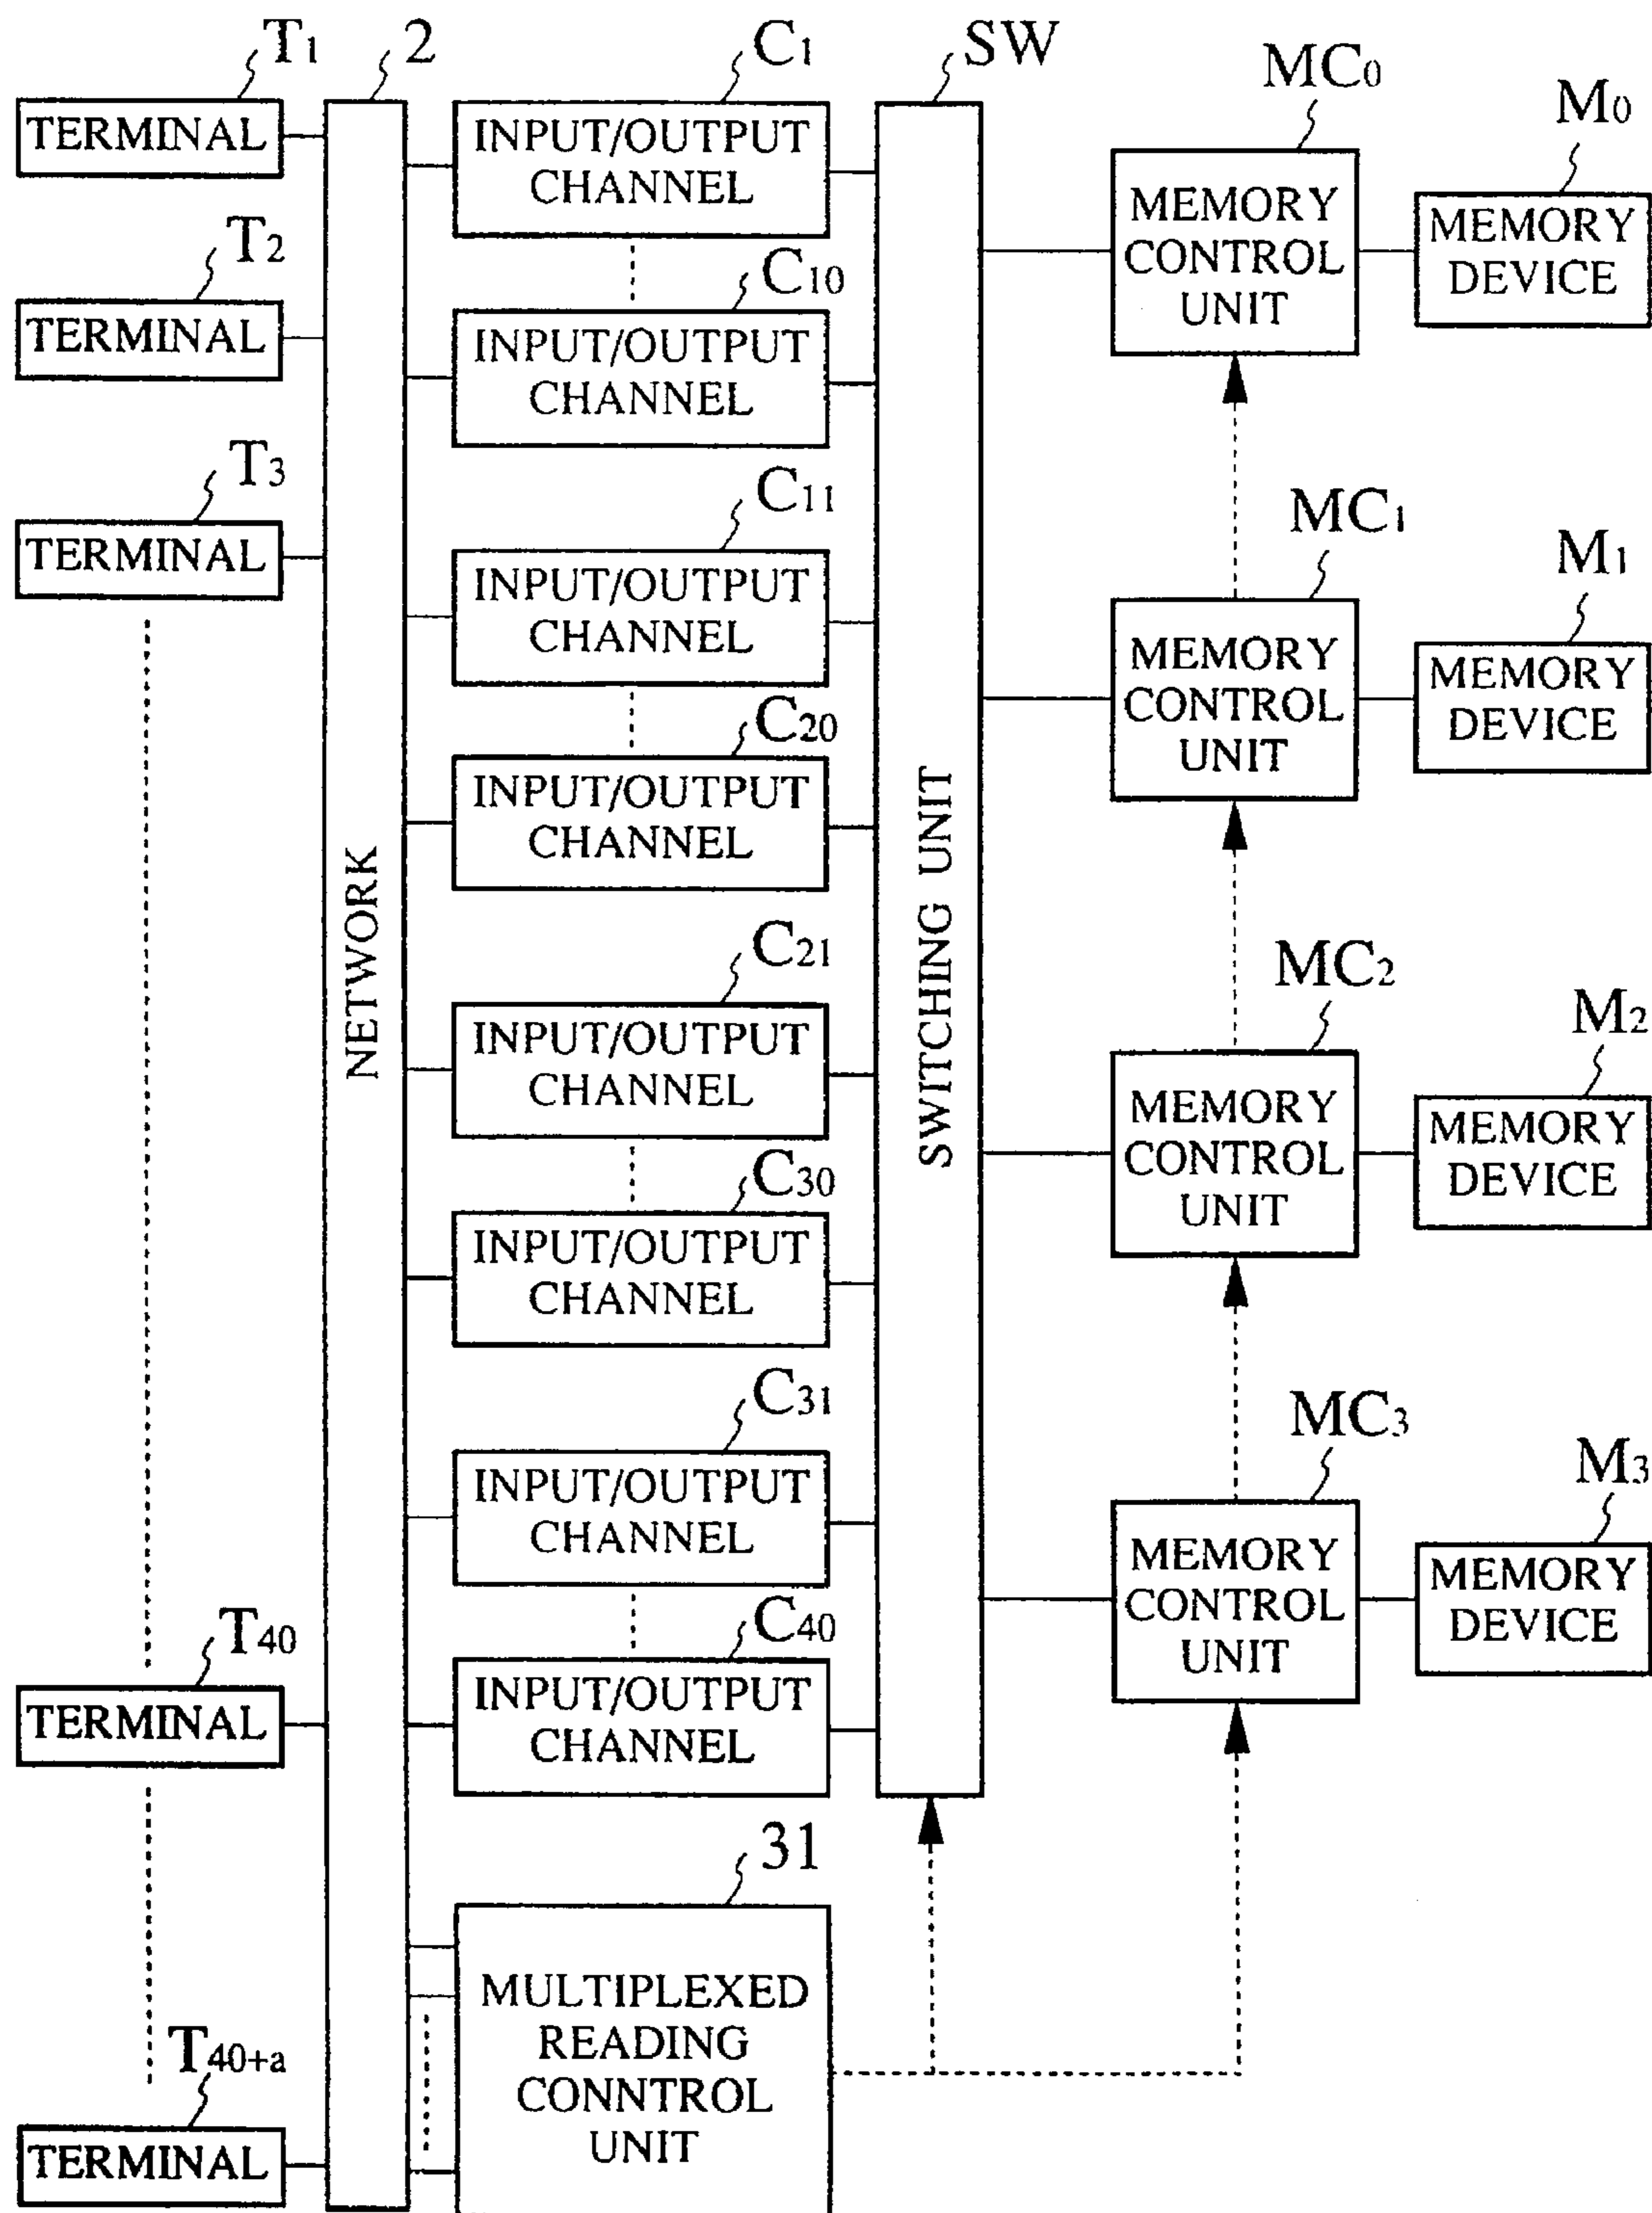 T1
2
C1
SW
MC0
M0
TERMINAL
INPUT/OUTPUT
CHANNEL
MEMORY
CONTROL
UNIT
MEMORY
DEVICE
T2
C10
TERMINAL
INPUT/OUTPUT
CHANNEL
T3
C11
MC1
M1
TERMINAL
INPUT/OUTPUT
CHANNEL
MEMORY
CONTROL
UNIT
MEMORY
DEVICE
C20
INPUT/OUTPUT
CHANNEL
NETWORK
SWITCHING UNIT
C21
MC2
M2
INPUT/OUTPUT
CHANNEL
MEMORY
CONTROL
UNIT
MEMORY
DEVICE
C30
INPUT/OUTPUT
CHANNEL
C31
MC3
M3
INPUT/OUTPUT
CHANNEL
MEMORY
CONTROL
UNIT
MEMORY
DEVICE
T40
C40
TERMINAL
INPUT/OUTPUT
CHANNEL
31
MULTIPLEXED
READING
CONNTROL
UNIT
T40+a
TERMINAL